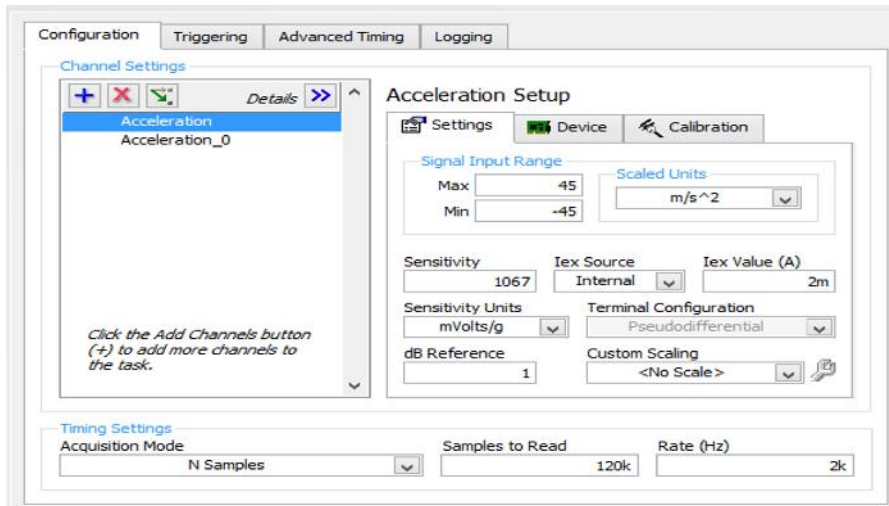 Configuration Triggering Advanced Timing Logging
Channel Settings
Details
Acceleration
Acceleration_0
Click the Add Channels button
(+) to add more channels to
the task.
Acceleration Setup
Settings Device Calibration
Signal Input Range
Max 45
Min -45
Scaled Units
m/s^2
Sensitivity Iex Source Iex Value (A)
1067 Internal 2m
Sensitivity Units Terminal Configuration
mVolts/g Pseudodifferential
dB Reference Custom Scaling
1 <No Scale>
Timing Settings
Acquisition Mode Samples to Read Rate (Hz)
N Samples 120k 2k